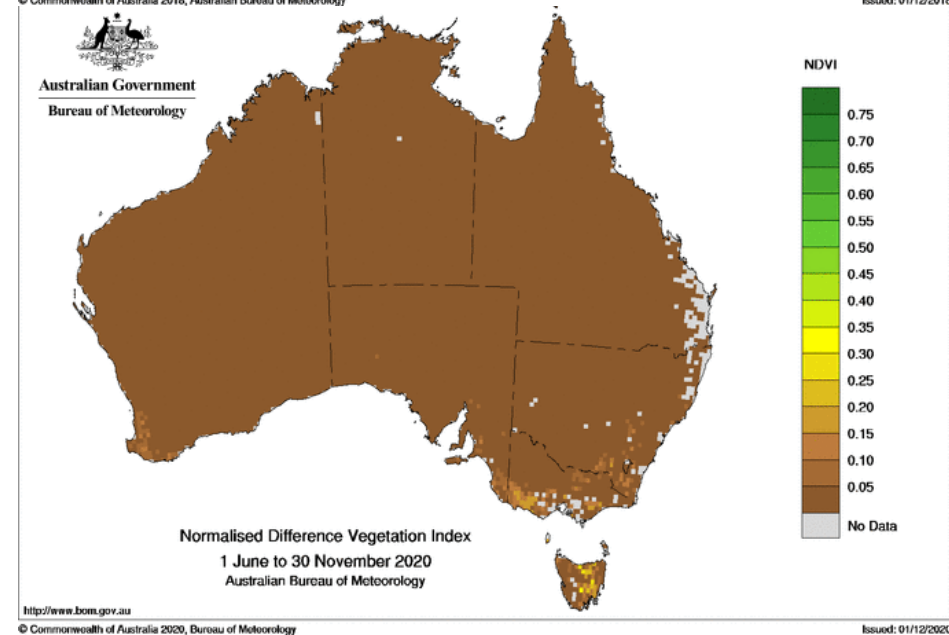 © Commonwealth of Australia 2018, Australian Bureau of Meteorology
Issued: 01/12/2018
Australian Government
Bureau of Meteorology
NDVI
0.75
0.70
0.65
0.60
0.55
0.50
0.45
0.40
0.35
0.30
0.25
0.20
0.15
0.10
0.05
No Data
Normalised Difference Vegetation Index
1 June to 30 November 2020
Australian Bureau of Meteorology
http://www.bom.gov.au
© Commonwealth of Australia 2020, Bureau of Meteorology
Issued: 01/12/2020